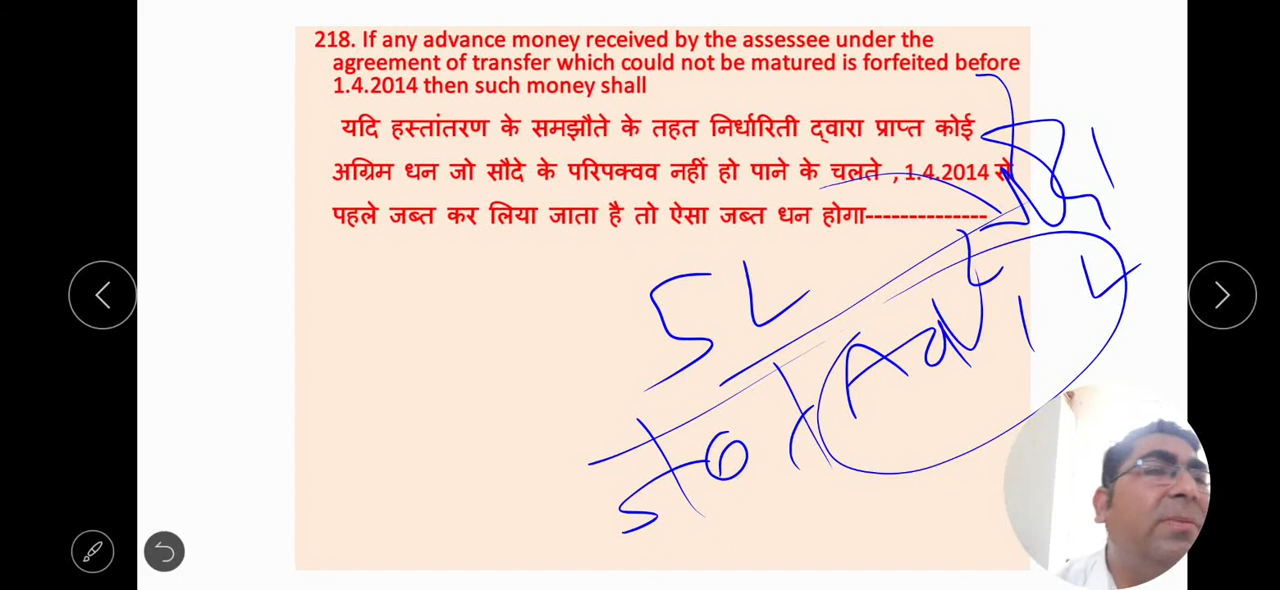 218. If any advance money received by the assessee under the
agreement of transfer which could not be matured is forfeited before
1.4.2014 then such money shall
यदि हस्तांतरण के समझौते के तहत निर्धारिती द्वारा प्राप्त कोई
अग्रिम धन जो सौदे के परिपक्वव नहीं हो पाने के चलते , 1.4.2014 से
पहले जब्त कर लिया जाता है तो ऐसा जब्त धन होगा--------------
5L
Adv